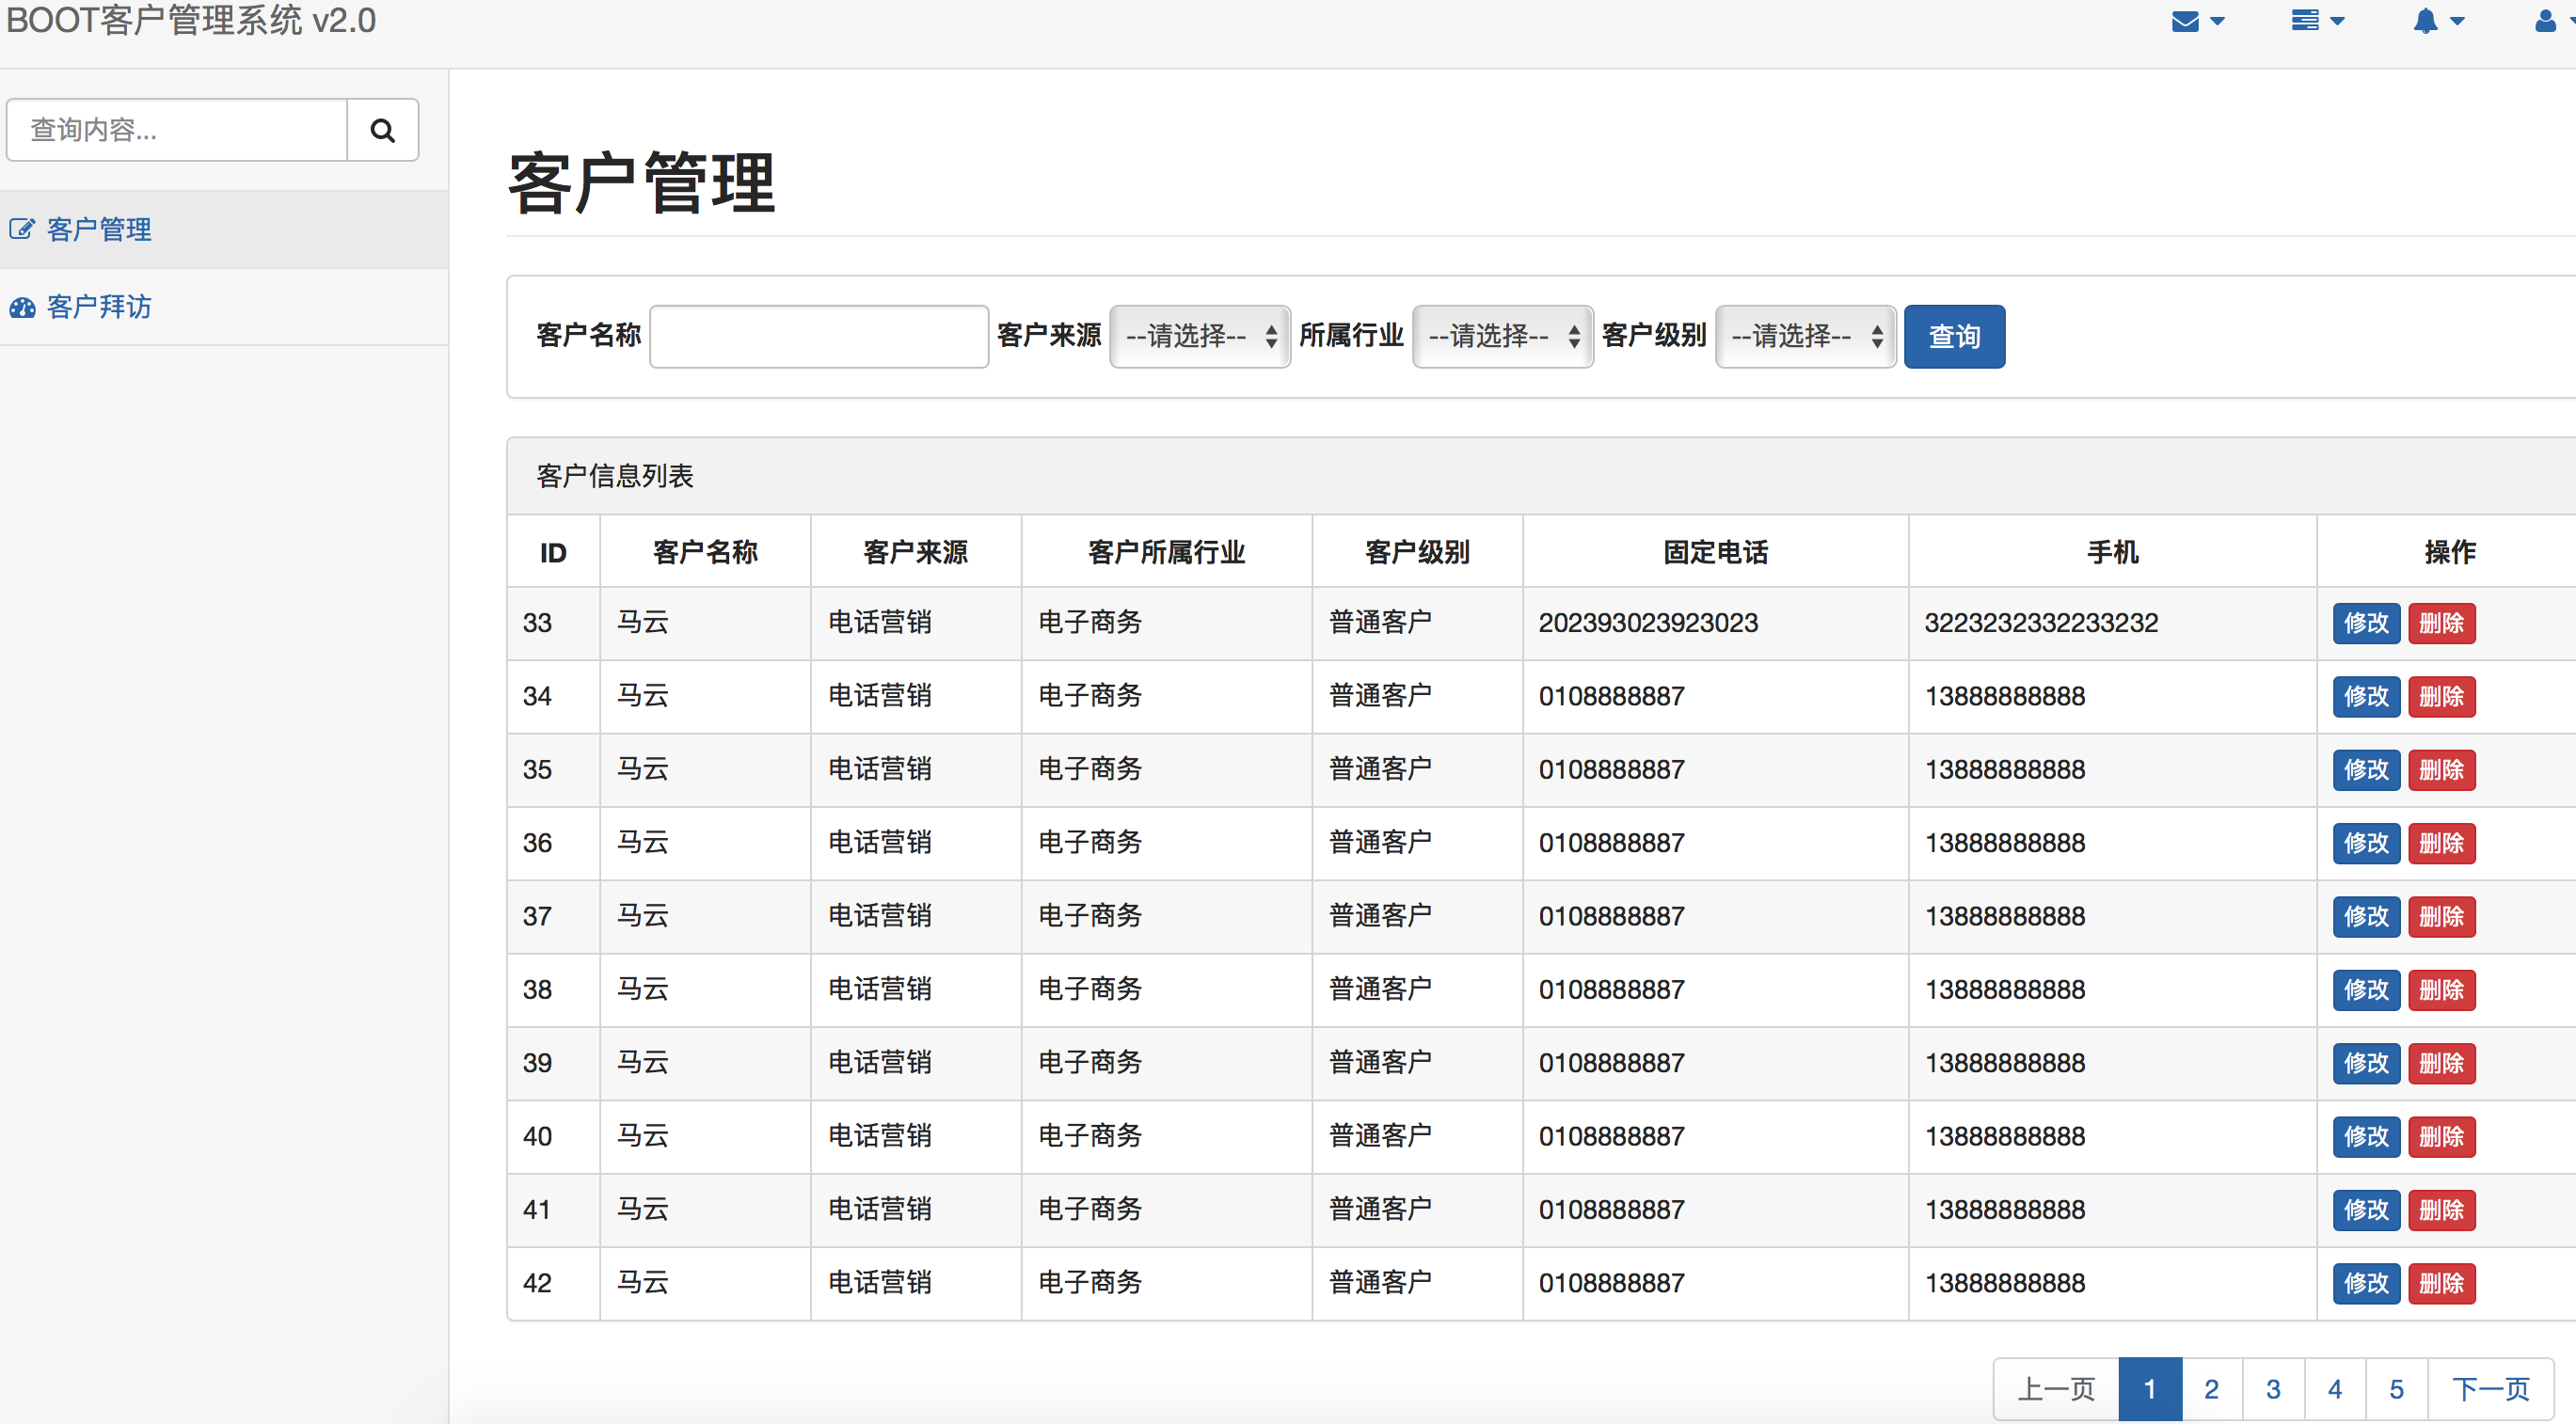 BOOT客户管理系统 v2.0
查询内容...
客户管理
客户拜访
客户管理
客户名称 客户来源 --请选择-- 所属行业 --请选择-- 客户级别 --请选择-- 查询
客户信息列表
ID 客户名称 客户来源 客户所属行业 客户级别 固定电话 手机 操作
33 马云 电话营销 电子商务 普通客户 202393023923023 3223232332233232 修改 删除
34 马云 电话营销 电子商务 普通客户 0108888887 13888888888 修改 删除
35 马云 电话营销 电子商务 普通客户 0108888887 13888888888 修改 删除
36 马云 电话营销 电子商务 普通客户 0108888887 13888888888 修改 删除
37 马云 电话营销 电子商务 普通客户 0108888887 13888888888 修改 删除
38 马云 电话营销 电子商务 普通客户 0108888887 13888888888 修改 删除
39 马云 电话营销 电子商务 普通客户 0108888887 13888888888 修改 删除
40 马云 电话营销 电子商务 普通客户 0108888887 13888888888 修改 删除
41 马云 电话营销 电子商务 普通客户 0108888887 13888888888 修改 删除
42 马云 电话营销 电子商务 普通客户 0108888887 13888888888 修改 删除
上一页 1 2 3 4 5 下一页